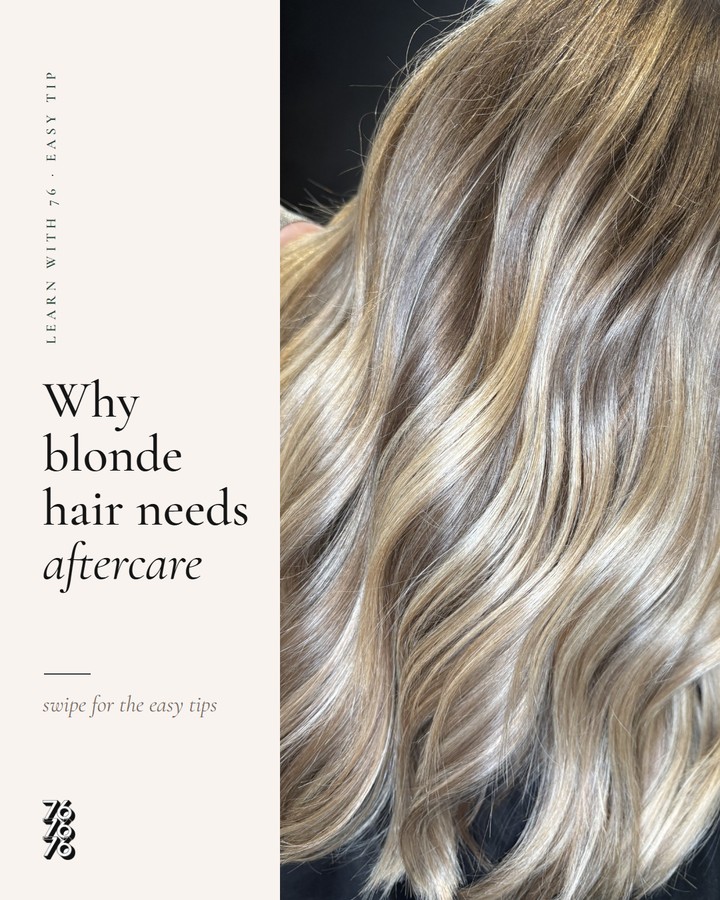 LEARN WITH 76 · EASY TIP
Why
blonde
hair needs
aftercare
swipe for the easy tips
76
76
76